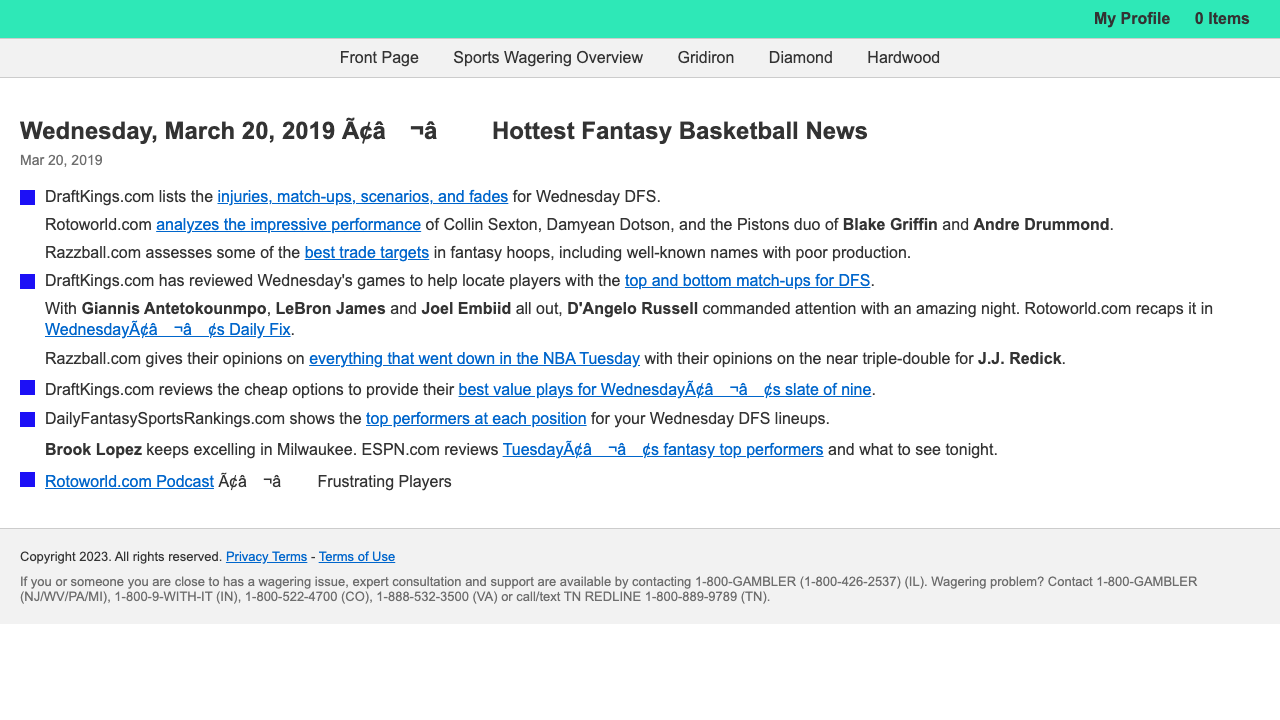 My Profile 0 Items
Front Page Sports Wagering Overview Gridiron Diamond Hardwood
Wednesday, March 20, 2019 Ã¢â ¬â Hottest Fantasy Basketball News
Mar 20, 2019
DraftKings.com lists the injuries, match-ups, scenarios, and fades for Wednesday DFS.
Rotoworld.com analyzes the impressive performance of Collin Sexton, Damyean Dotson, and the Pistons duo of Blake Griffin and Andre Drummond.
Razzball.com assesses some of the best trade targets in fantasy hoops, including well-known names with poor production.
DraftKings.com has reviewed Wednesday's games to help locate players with the top and bottom match-ups for DFS.
With Giannis Antetokounmpo, LeBron James and Joel Embiid all out, D'Angelo Russell commanded attention with an amazing night. Rotoworld.com recaps it in
WednesdayÃ¢â ¬â ¢s Daily Fix.
Razzball.com gives their opinions on everything that went down in the NBA Tuesday with their opinions on the near triple-double for J.J. Redick.
DraftKings.com reviews the cheap options to provide their best value plays for WednesdayÃ¢â ¬â ¢s slate of nine.
DailyFantasySportsRankings.com shows the top performers at each position for your Wednesday DFS lineups.
Brook Lopez keeps excelling in Milwaukee. ESPN.com reviews TuesdayÃ¢â ¬â ¢s fantasy top performers and what to see tonight.
Rotoworld.com Podcast Ã¢â ¬â Frustrating Players
Copyright 2023. All rights reserved. Privacy Terms - Terms of Use
If you or someone you are close to has a wagering issue, expert consultation and support are available by contacting 1-800-GAMBLER (1-800-426-2537) (IL). Wagering problem? Contact 1-800-GAMBLER
(NJ/WV/PA/MI), 1-800-9-WITH-IT (IN), 1-800-522-4700 (CO), 1-888-532-3500 (VA) or call/text TN REDLINE 1-800-889-9789 (TN).